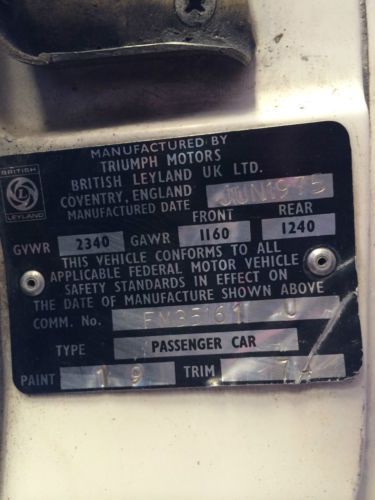 BRITISH
L
LEYLAND
MANUFACTURED BY
TRIUMPH MOTORS
BRITISH LEYLAND UK LTD.
COVENTRY, ENGLAND
MANUFACTURED DATE JUN1975
FRONT REAR
GVWR 2340 GAWR 1160 1240
THIS VEHICLE CONFORMS TO ALL
APPLICABLE FEDERAL MOTOR VEHICLE
SAFETY STANDARDS IN EFFECT ON
THE DATE OF MANUFACTURE SHOWN ABOVE
COMM. No. FM35161 U
TYPE PASSENGER CAR
PAINT 19 TRIM 74